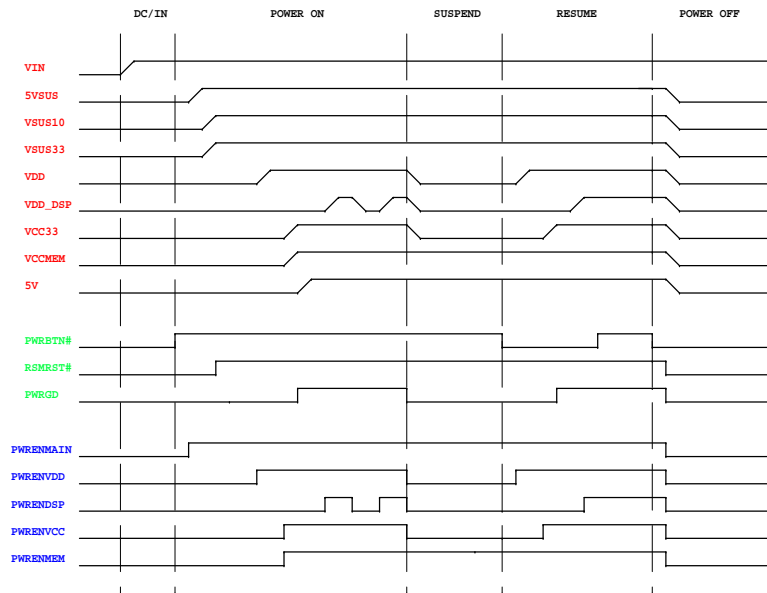 DC/IN POWER ON SUSPEND RESUME POWER OFF
VIN
5VSUS
VSUS10
VSUS33
VDD
VDD_DSP
VCC33
VCCMEM
5V
PWRBTN#
RSMRST#
PWRGD
PWRENMAIN
PWRENVDD
PWRENDSP
PWRENVCC
PWRENMEM